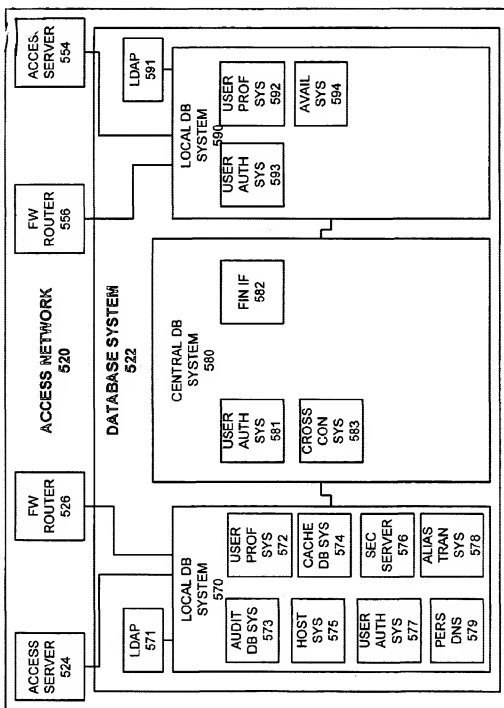 ACCESS
SERVER
524
FW
ROUTER
526
ACCESS NETWORK
520
FW
ROUTER
556
ACCESS
SERVER
554
DATABASE SYSTEM
522
LDAP
571
LOCAL DB
SYSTEM
570
AUDIT
DB SYS
573
USER
PROF
SYS
572
HOST
SYS
575
CACHE
DB SYS
574
USER
AUTH
SYS
577
SEC
SERVER
576
PERS
DNS
579
ALIAS
TRAN
SYS
578
CENTRAL DB
SYSTEM
580
USER
AUTH
SYS
581
FIN IF
582
CROSS
CON
SYS
583
LDAP
591
LOCAL DB
SYSTEM
590
USER
AUTH
SYS
593
USER
PROF
SYS
592
AVAIL
SYS
594